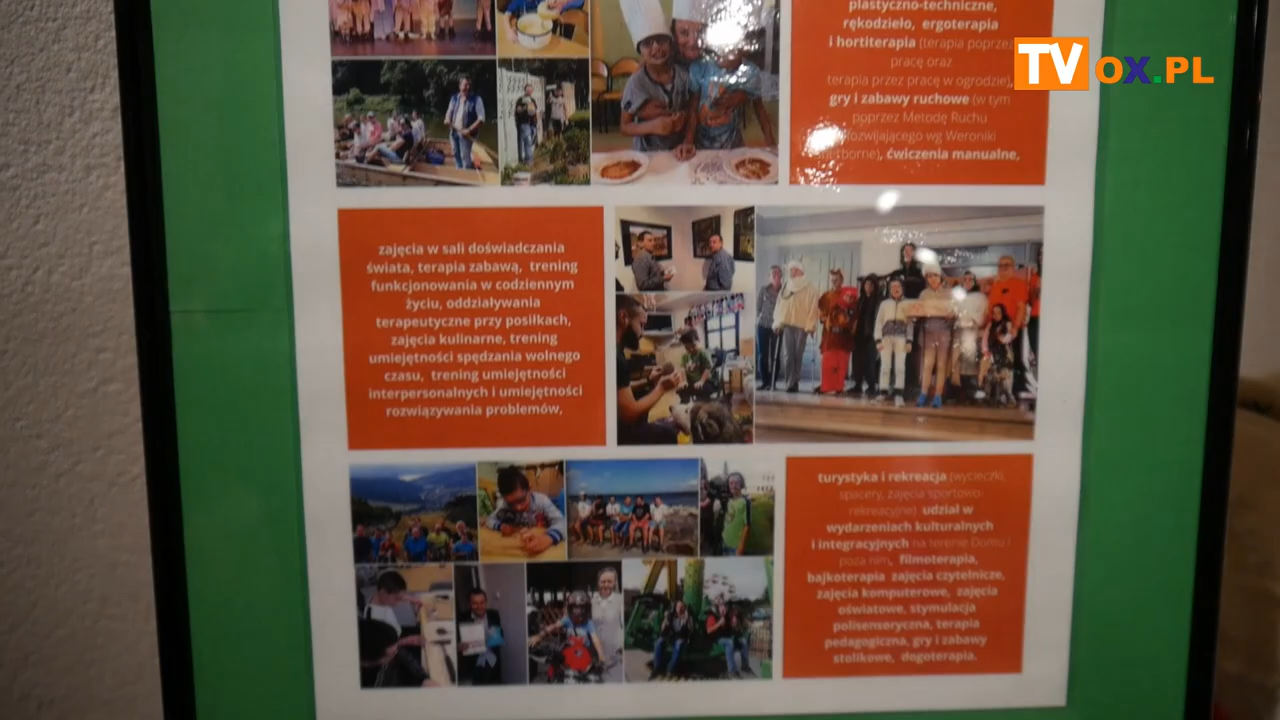 plastyczno-techniczne,
rękodzieło, ergoterapia
i hortiterapia (terapia poprzez
pracę oraz
terapia przez pracę w ogrodzie),
gry i zabawy ruchowe (w tym
poprzez Metodę Ruchu
Rozwijającego wg Weroniki
ćwiczenia manualne,
TVOX.PL
zajęcia w sali doświadczania
świata, terapia zabawą, trening
funkcjonowania w codziennym
życiu, oddziaływania
terapeutyczne przy posiłkach,
zajęcia kulinarne, trening
umiejętności spędzania wolnego
czasu, trening umiejętności
interpersonalnych i umiejętności
rozwiązywania problemów,
turystyka i rekreacja (wycieczki,
spacery, zajęcia sportowo-
rekreacyjne) udział w
wydarzeniach kulturalnych
i integracyjnych na terenie Domu i
poza nim, filmoterapia,
bajkoterapia zajęcia czytelnicze,
zajęcia komputerowe, zajęcia
oświatowe, stymulacja
polisensoryczna, terapia
pedagogiczna, gry i zabawy
stolikowe, dogoterapia.